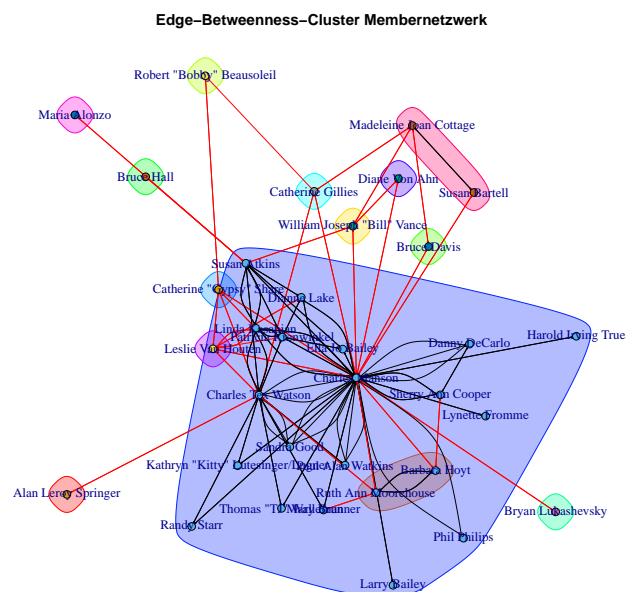 Edge−Betweenness−Cluster Membernetzwerk
Robert "Bobby" Beausoleil
Maria Alonzo
Madeleine Joan Cottage
Bruce Hall
Diane Von Ahn
Catherine Gillies
Susan Bartell
William Joseph "Bill" Vance
Bruce Davis
Susan Atkins
Catherine "Gypsy" Share
Dianne Lake
Linda Kasabian
Harold Irving True
Patricia Krenwinkel
Danny DeCarlo
Leslie Van Houten
Ella Jo Bailey
Charles Manson
Charles Tex Watson
Sherry Ann Cooper
Lynette Fromme
Sandra Good
Kathryn "Kitty"
Paul Alan Watkins
Barbara Hoyt
Alan Leroy Springer
Ruth Ann Moorehouse
Thomas "TJ"
Mary Brunner
Bryan Lukashevsky
Randy Starr
Phil Philips
Larry Bailey